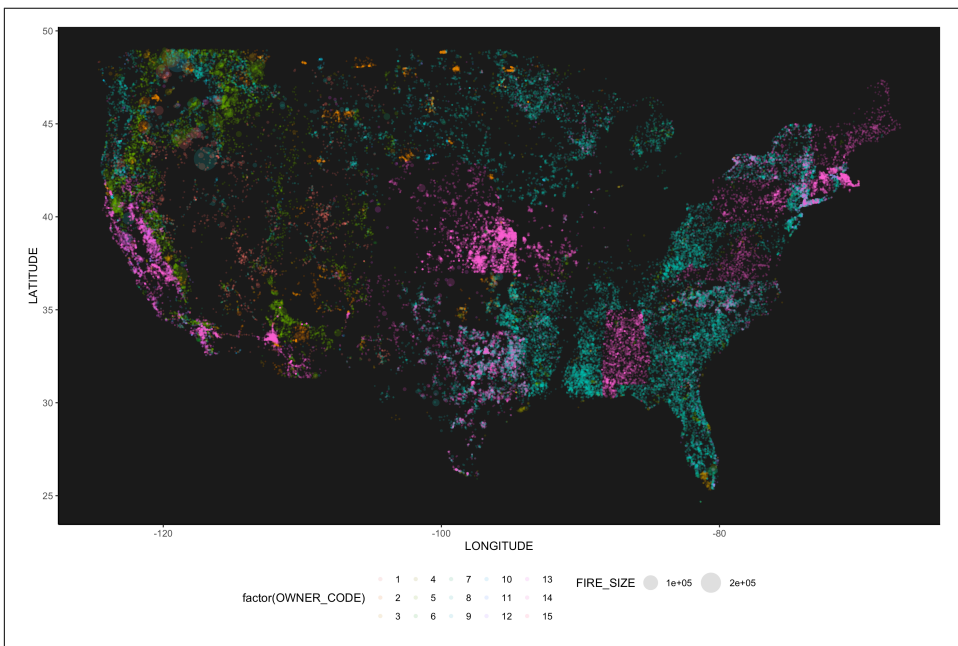 50
45
40
35
30
25
LATITUDE
-120 -100 -80
LONGITUDE
factor(OWNER_CODE)
1 4 7 10 13
2 5 8 11 14
3 6 9 12 15
FIRE_SIZE 1e+05 2e+05